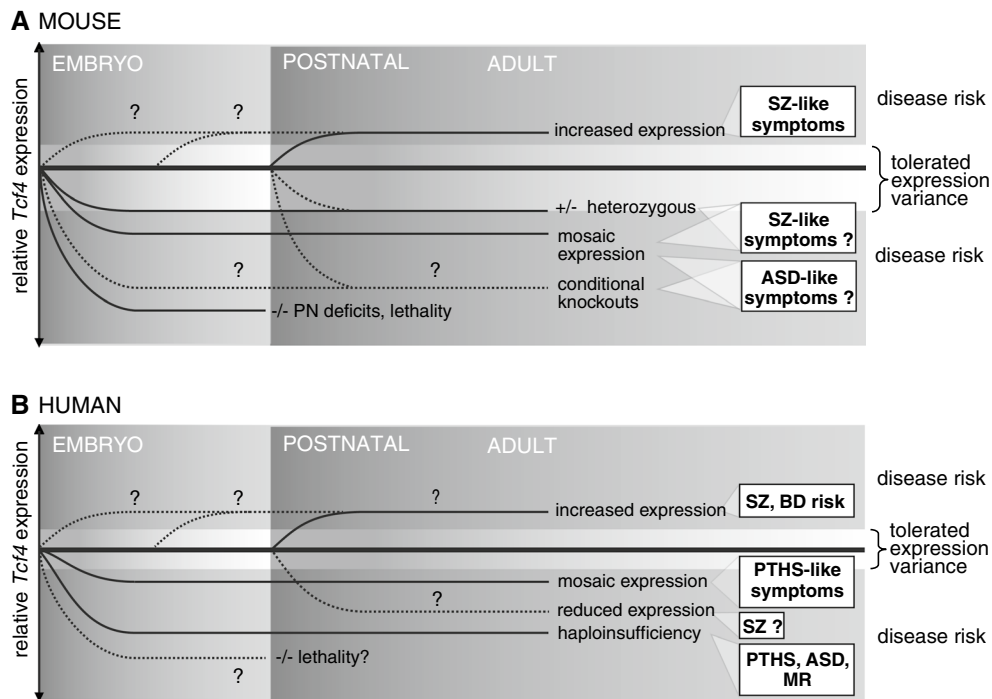 A MOUSE
relative Tcf4 expression
EMBRYO
POSTNATAL
ADULT
?
?
increased expression
SZ-like
symptoms
disease risk
tolerated
expression
variance
+/- heterozygous
mosaic
expression
SZ-like
symptoms ?
disease risk
?
?
conditional
knockouts
ASD-like
symptoms ?
-/- PN deficits, lethality
B HUMAN
relative Tcf4 expression
EMBRYO
POSTNATAL
ADULT
?
?
?
increased expression
SZ, BD risk
disease risk
tolerated
expression
variance
mosaic expression
PTHS-like
symptoms
?
reduced expression
SZ ?
haploinsufficiency
disease risk
-/- lethality?
?
PTHS, ASD,
MR